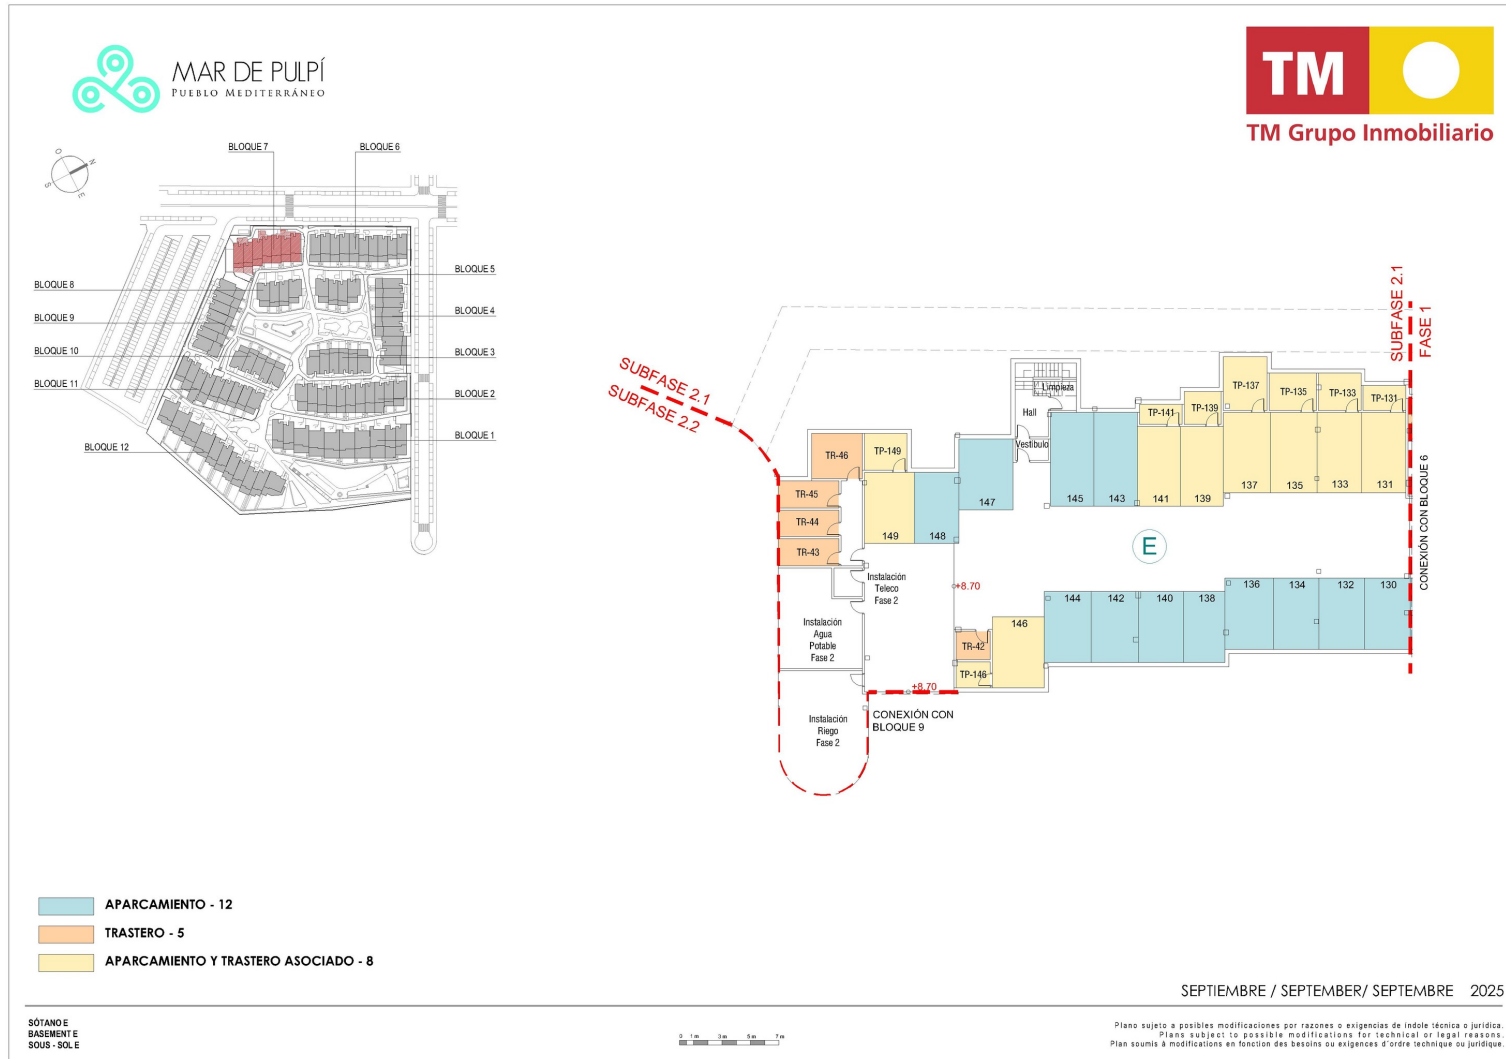 MAR DE PULPÍ
PUEBLO MEDITERRÁNEO
TM
TM Grupo Inmobiliario
O
N
S
E
BLOQUE 7
BLOQUE 6
BLOQUE 5
BLOQUE 8
BLOQUE 4
BLOQUE 9
BLOQUE 3
BLOQUE 10
BLOQUE 11
BLOQUE 2
BLOQUE 1
BLOQUE 12
SUBFASE 2.1
SUBFASE 2.2
SUBFASE 2.1
FASE 1
CONEXIÓN CON BLOQUE 6
Limpieza
Hall
Vestíbulo
TP-137
TP-135
TP-133
TP-131
TP-141
TP-139
TR-46
TP-149
TR-45
TR-44
TR-43
147
145
143
141
139
137
135
133
131
149
148
E
Instalación
Teleco
Fase 2
+8.70
144
142
140
138
136
134
132
130
146
Instalación
Agua
Potable
Fase 2
TR-42
TP-146
+8.70
CONEXIÓN CON
BLOQUE 9
Instalación
Riego
Fase 2
APARCAMIENTO - 12
TRASTERO - 5
APARCAMIENTO Y TRASTERO ASOCIADO - 8
SEPTIEMBRE / SEPTEMBER/ SEPTEMBRE 2025
SÓTANO E
BASEMENT E
SOUS - SOL E
0 1m 3m 5m 7m
Plano sujeto a posibles modificaciones por razones o exigencias de índole técnica o jurídica.
Plans subject to possible modifications for technical or legal reasons.
Plan soumis à modifications en fonction des besoins ou exigences d'ordre technique ou juridique.